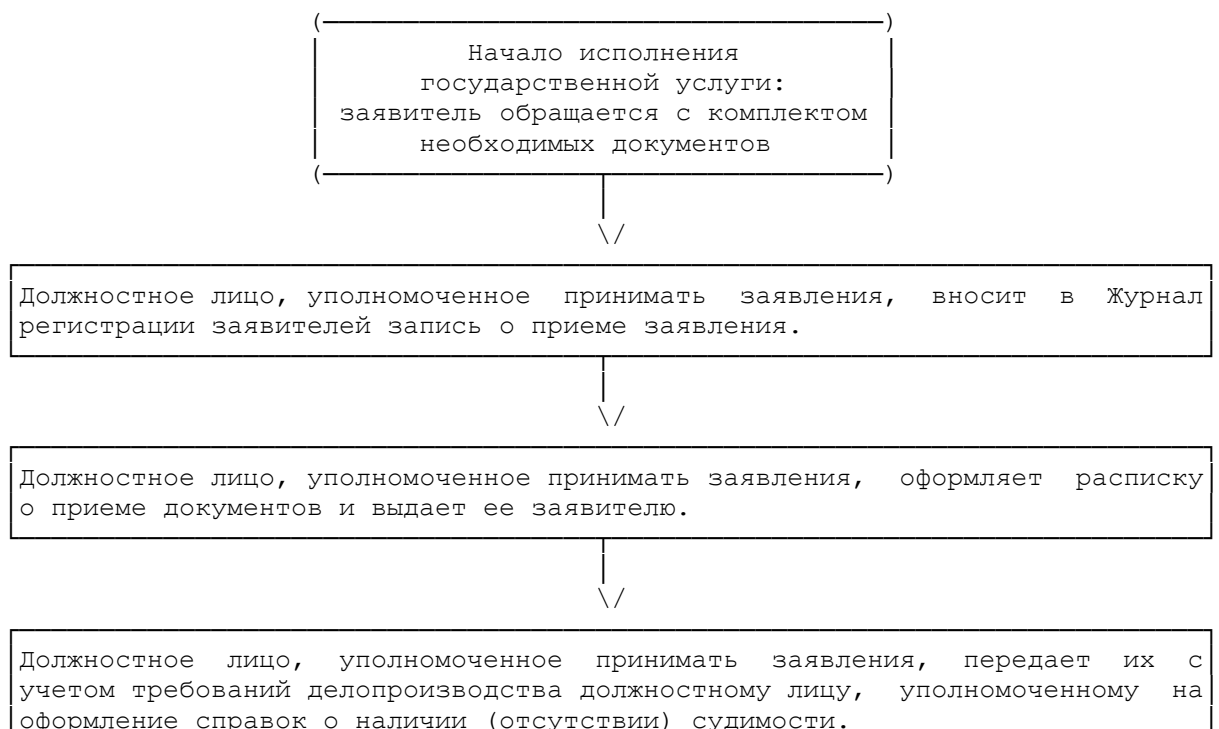 Начало исполнения
государственной услуги:
заявитель обращается с комплектом
необходимых документов
Должностное лицо, уполномоченное принимать заявления, вносит в Журнал
регистрации заявителей запись о приеме заявления.
Должностное лицо, уполномоченное принимать заявления, оформляет расписку
о приеме документов и выдает ее заявителю.
Должностное лицо, уполномоченное принимать заявления, передает их с
учетом требований делопроизводства должностному лицу, уполномоченному на
оформление справок о наличии (отсутствии) судимости.